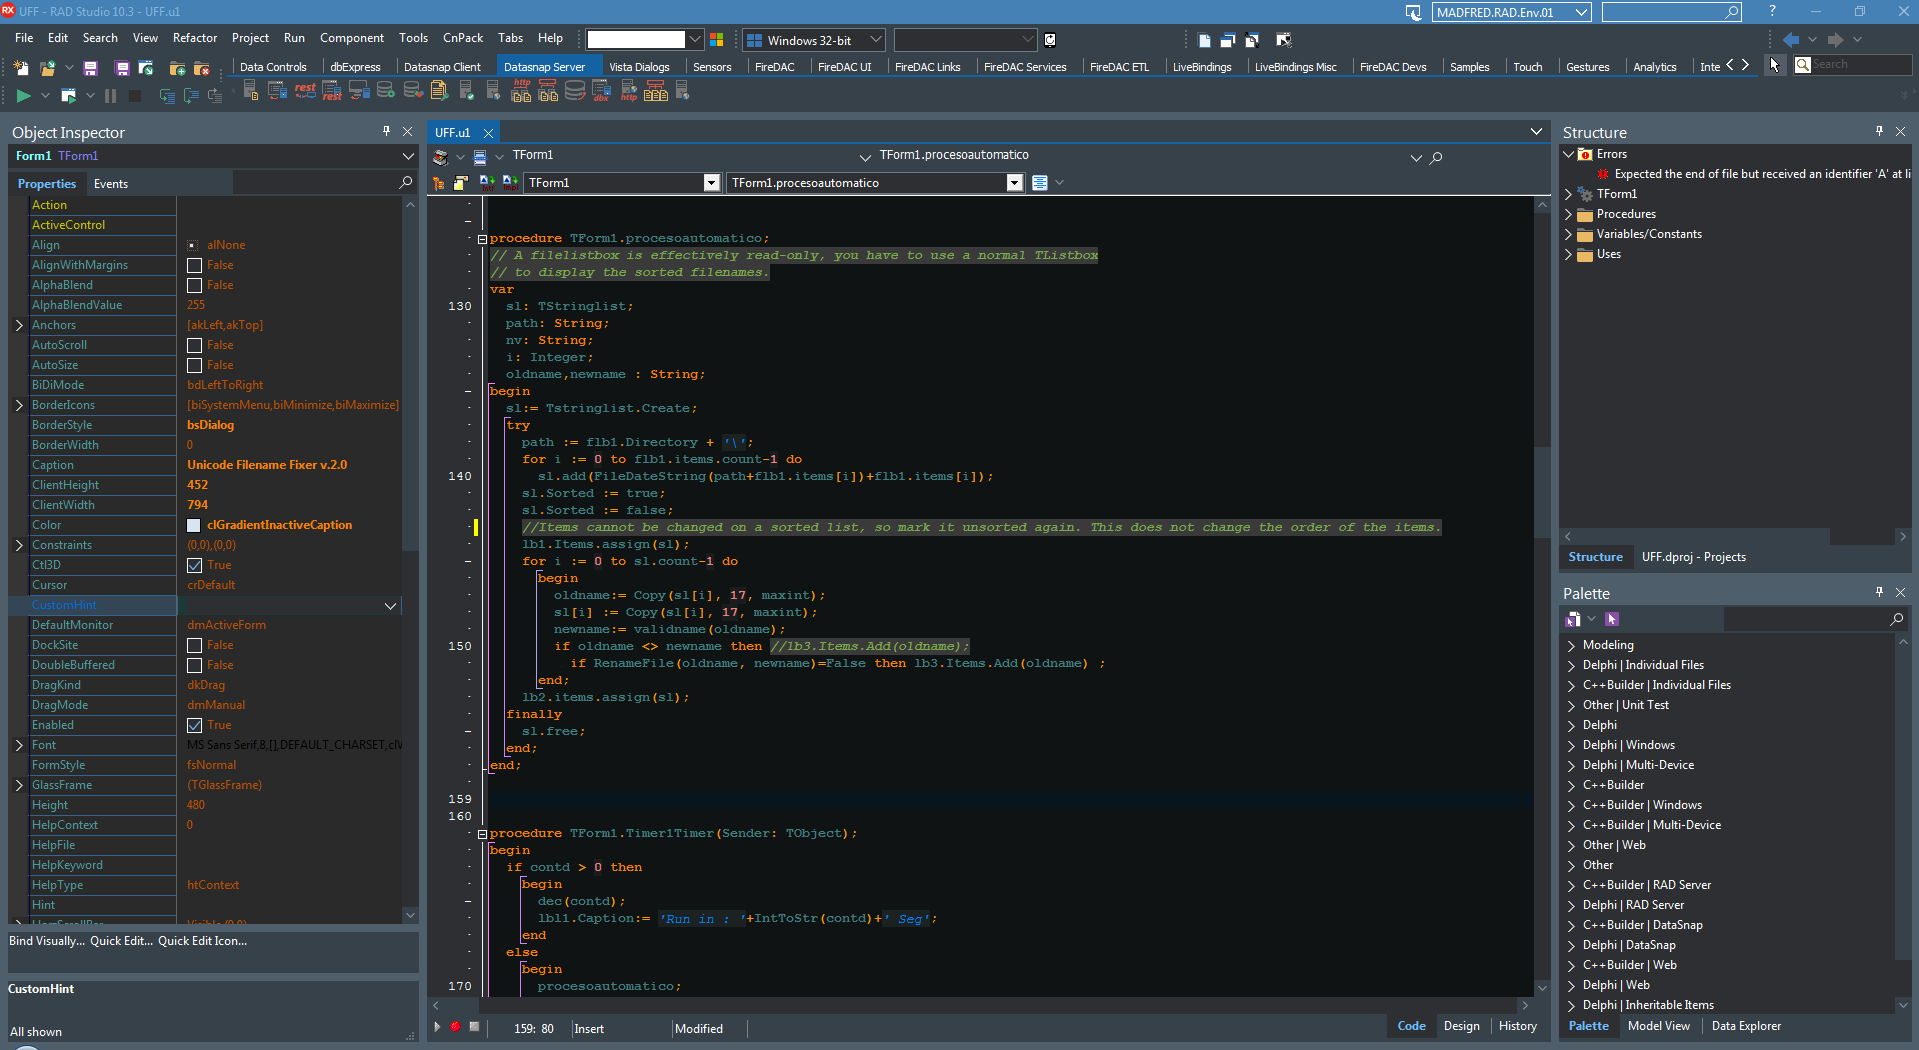 UFF - RAD Studio 10.3 - UFF.u1
MADFRED.RAD.Env.01
?
File Edit Search View Refactor Project Run Component Tools CnPack Tabs Help
Windows 32-bit
Data Controls dbExpress Datasnap Client Datasnap Server Vista Dialogs Sensors FireDAC FireDAC UI FireDAC Links FireDAC Services FireDAC ETL LiveBindings LiveBindings Misc FireDAC Devs Samples Touch Gestures Analytics Inte
Search
Object Inspector
Form1 TForm1
Properties Events
Action
ActiveControl
Align alNone
AlignWithMargins False
AlphaBlend False
AlphaBlendValue 255
Anchors [akLeft,akTop]
AutoScroll False
AutoSize False
BiDiMode bdLeftToRight
BorderIcons [biSystemMenu,biMinimize,biMaximize]
BorderStyle bsDialog
BorderWidth 0
Caption Unicode Filename Fixer v.2.0
ClientHeight 452
ClientWidth 794
Color clGradientInactiveCaption
Constraints (0,0),(0,0)
Ctl3D True
Cursor crDefault
CustomHint
DefaultMonitor dmActiveForm
DockSite False
DoubleBuffered False
DragKind dkDrag
DragMode dmManual
Enabled True
Font MS Sans Serif,8,[],DEFAULT_CHARSET,clW
FormStyle fsNormal
GlassFrame (TGlassFrame)
Height 480
HelpContext 0
HelpFile
HelpKeyword
HelpType htContext
Hint
Bind Visually... Quick Edit... Quick Edit Icon...
CustomHint
All shown
UFF.u1
TForm1 TForm1.procesoautomatico
TForm1 TForm1.procesoautomatico
procedure TForm1.procesoautomatico;
// A filelistbox is effectively read-only, you have to use a normal TListbox
// to display the sorted filenames.
var
130 sl: TStringlist;
path: String;
nv: String;
i: Integer;
oldname,newname : String;
begin
sl:= Tstringlist.Create;
try
path := flb1.Directory + '\';
for i := 0 to flb1.items.count-1 do
140 sl.add(FileDateString(path+flb1.items[i])+flb1.items[i]);
sl.Sorted := true;
sl.Sorted := false;
//Items cannot be changed on a sorted list, so mark it unsorted again. This does not change the order of the items.
lb1.Items.assign(sl);
for i := 0 to sl.count-1 do
begin
oldname:= Copy(sl[i], 17, maxint);
sl[i] := Copy(sl[i], 17, maxint);
newname:= validname(oldname);
150 if oldname <> newname then //lb3.Items.Add(oldname);
if RenameFile(oldname, newname)=False then lb3.Items.Add(oldname) ;
end;
lb2.items.assign(sl);
finally
sl.free;
end;
end;
159
160
procedure TForm1.Timer1Timer(Sender: TObject);
begin
if contd > 0 then
begin
dec(contd);
lbl1.Caption:= 'Run in : '+IntToStr(contd)+' Seg';
end
else
begin
170 procesoautomatico;
159: 80 Insert Modified
Code Design History
Structure
Errors
Expected the end of file but received an identifier 'A' at li
TForm1
Procedures
Variables/Constants
Uses
Structure UFF.dproj - Projects
Palette
Modeling
Delphi | Individual Files
C++Builder | Individual Files
Other | Unit Test
Delphi
Delphi | Windows
Delphi | Multi-Device
C++Builder
C++Builder | Windows
C++Builder | Multi-Device
Other | Web
Other
C++Builder | RAD Server
Delphi | RAD Server
C++Builder | DataSnap
Delphi | DataSnap
C++Builder | Web
Delphi | Web
Delphi | Inheritable Items
Palette Model View Data Explorer